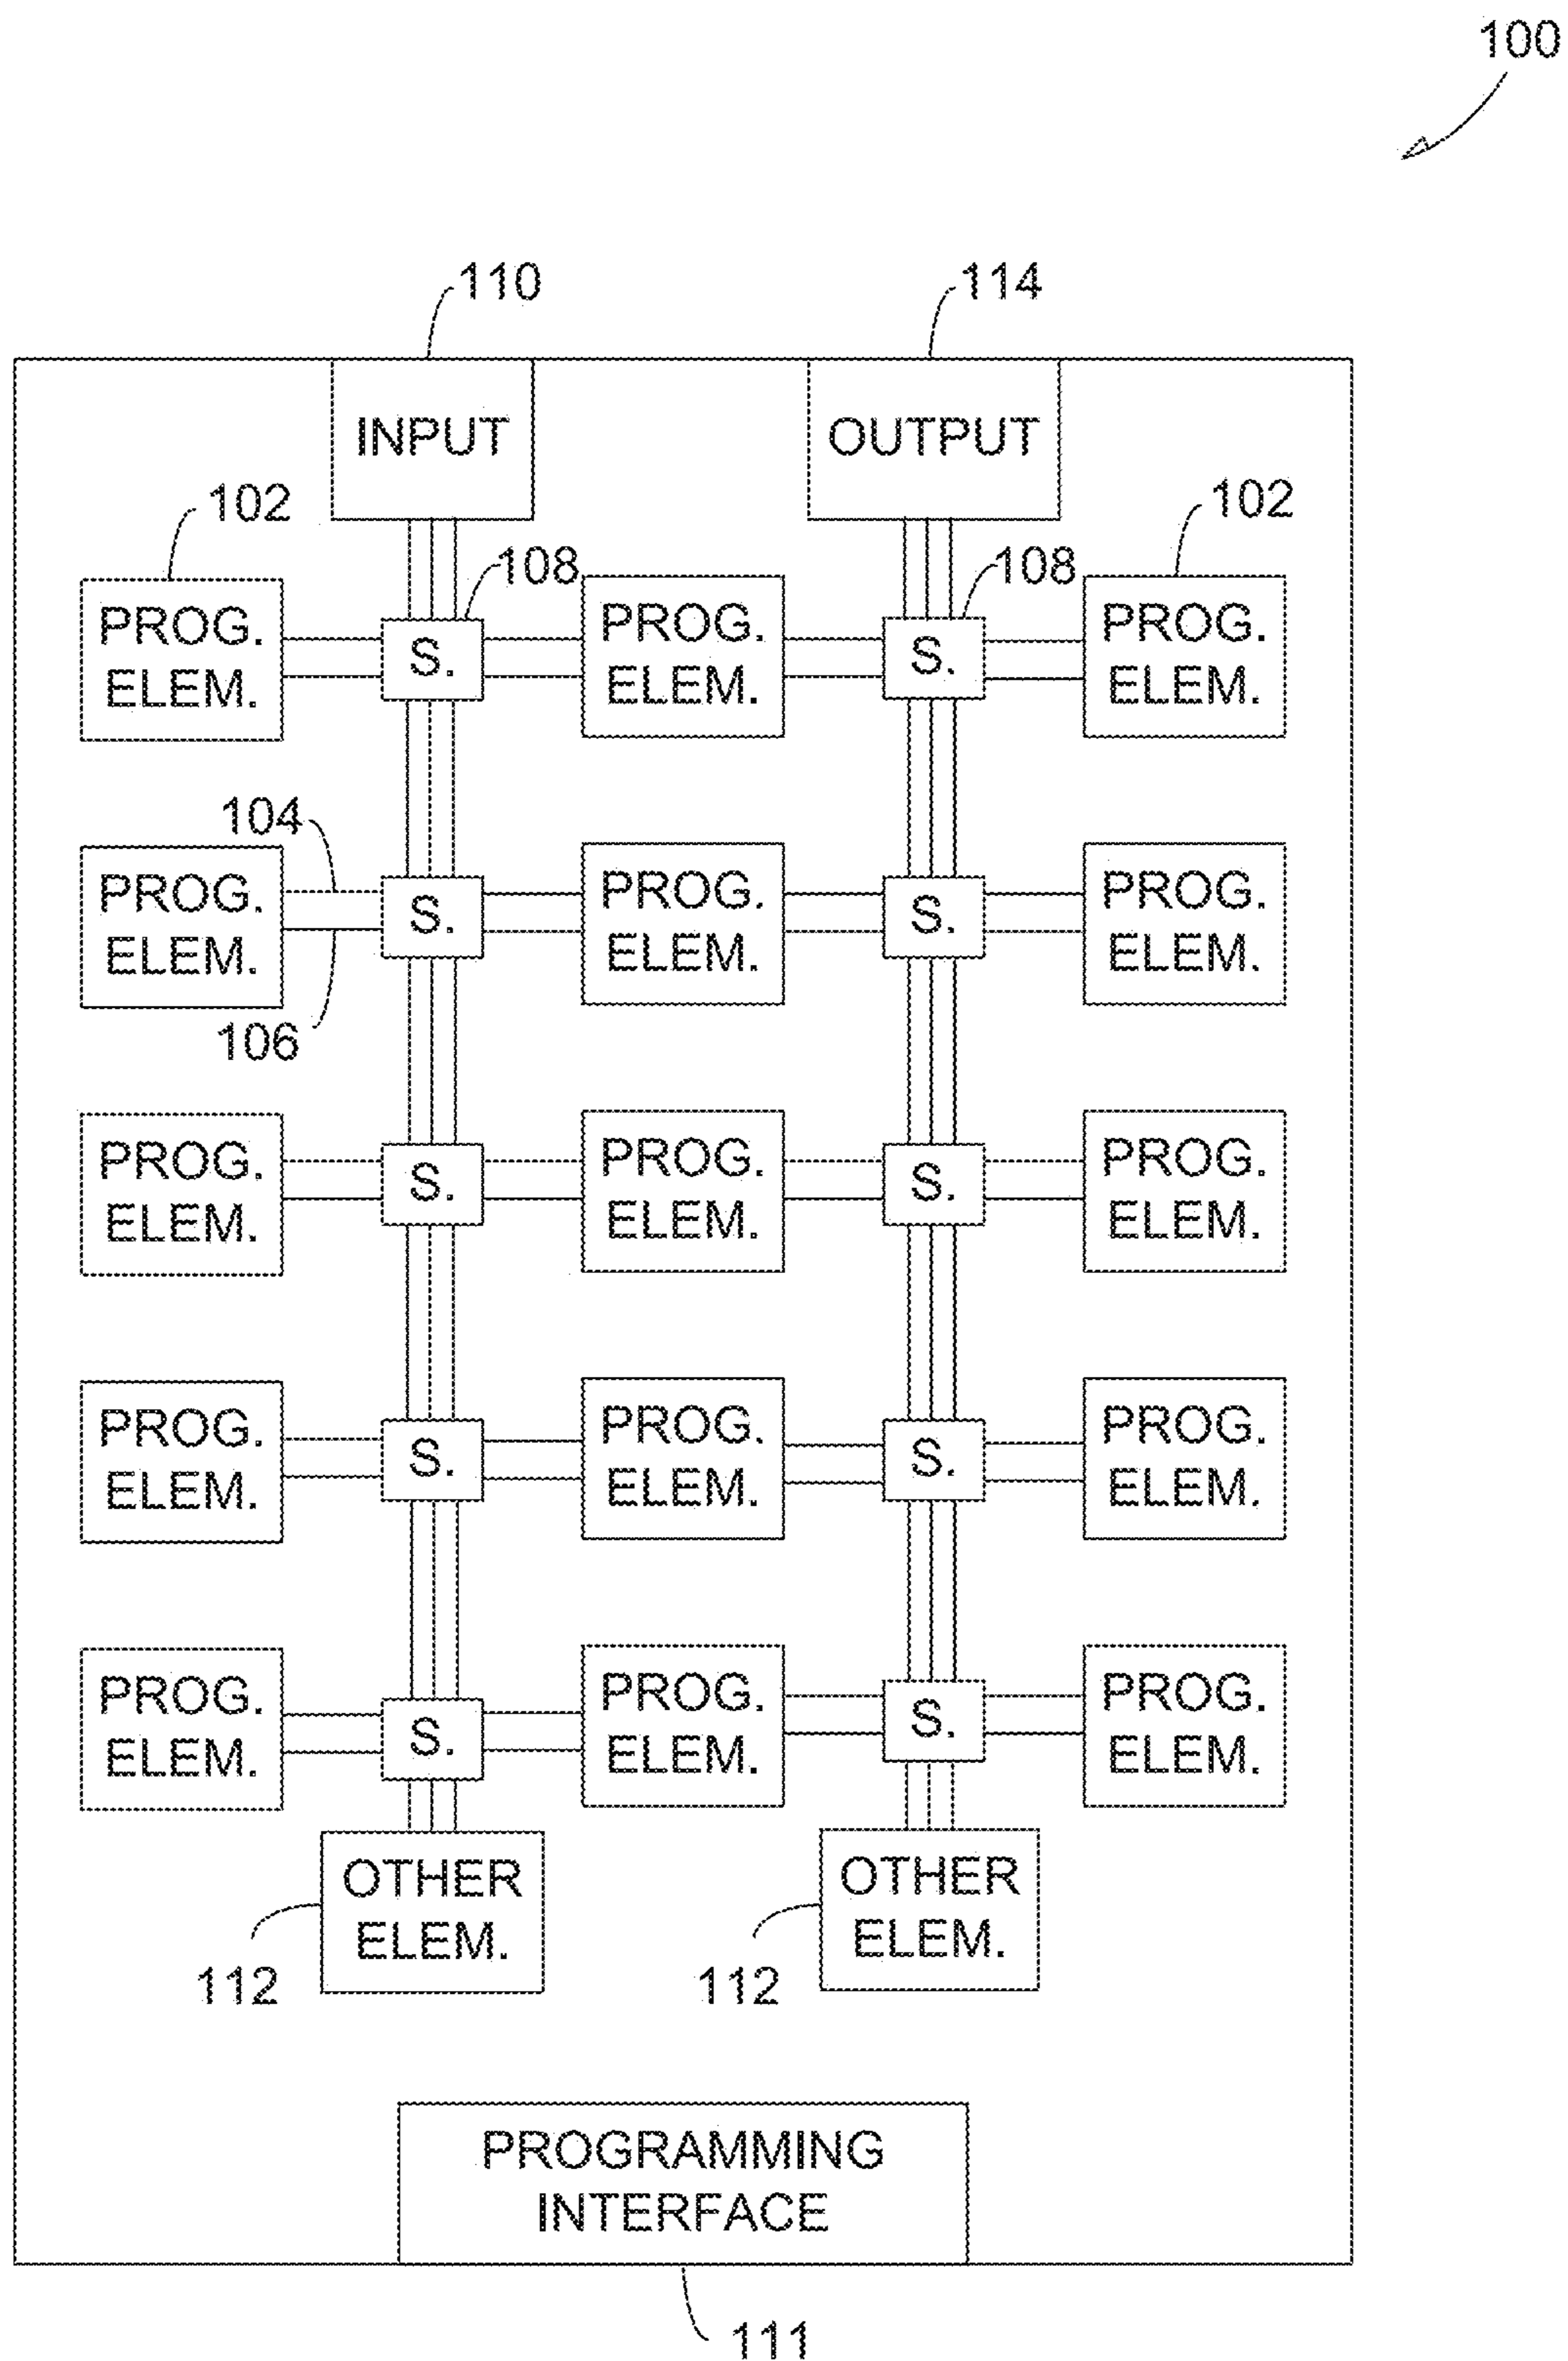 100
110
114
INPUT
OUTPUT
102
102
108
108
PROG.
ELEM.
S.
PROG.
ELEM.
S.
PROG.
ELEM.
104
PROG.
ELEM.
S.
PROG.
ELEM.
S.
PROG.
ELEM.
106
PROG.
ELEM.
S.
PROG.
ELEM.
S.
PROG.
ELEM.
PROG.
ELEM.
S.
PROG.
ELEM.
S.
PROG.
ELEM.
PROG.
ELEM.
S.
PROG.
ELEM.
S.
PROG.
ELEM.
OTHER
ELEM.
OTHER
ELEM.
112
112
PROGRAMMING
INTERFACE
111